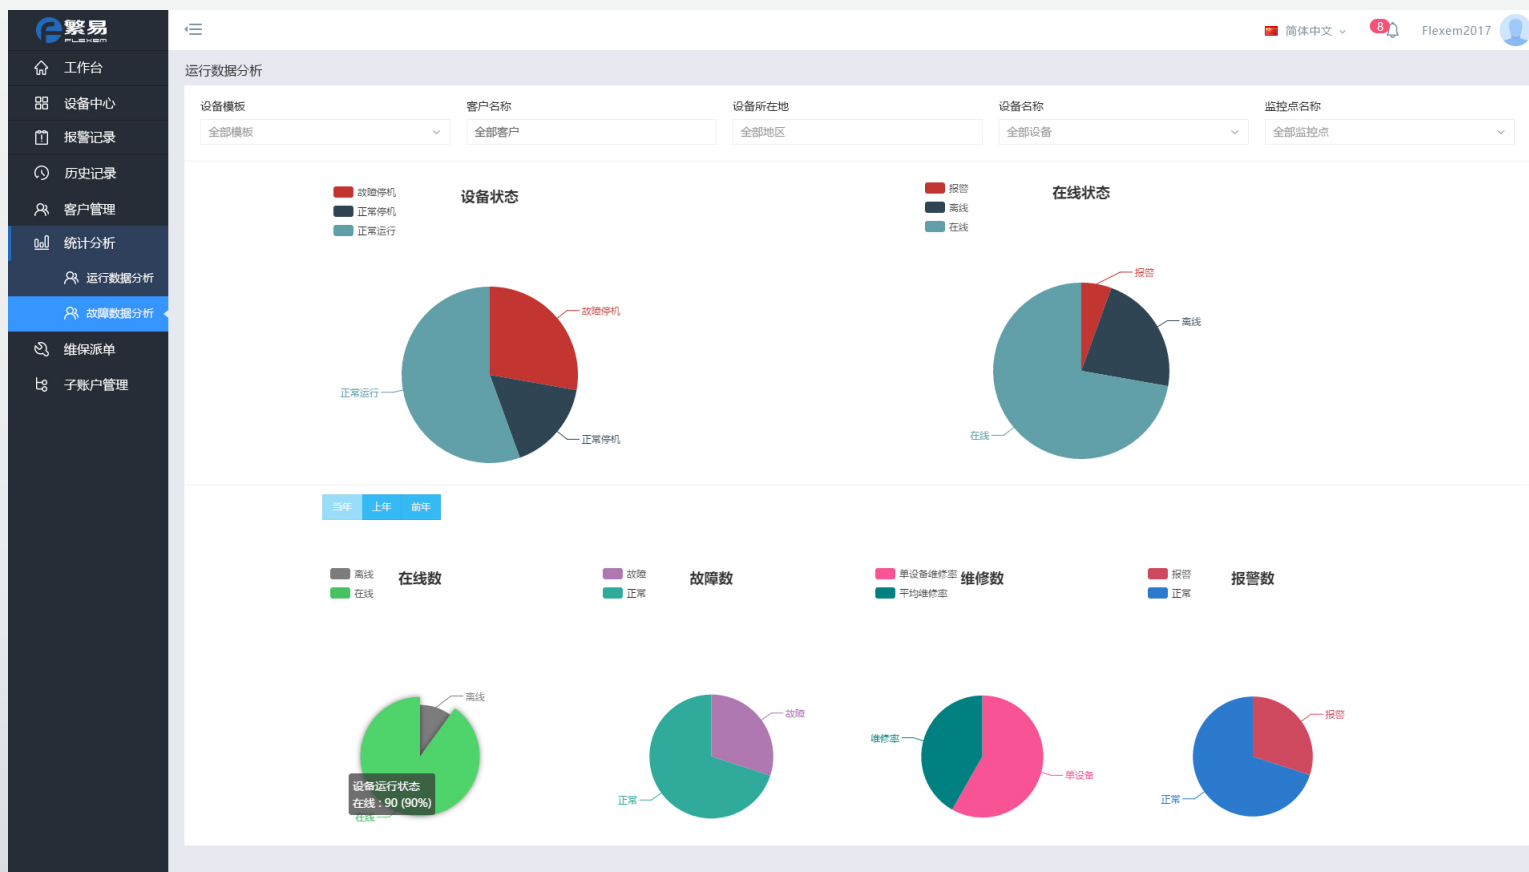 繁易
FLEXEM
简体中文
8
Flexem2017
工作台
设备中心
报警记录
历史记录
客户管理
统计分析
运行数据分析
故障数据分析
维保派单
子账户管理
运行数据分析
设备模板
客户名称
设备所在地
设备名称
监控点名称
全部模板
全部客户
全部地区
全部设备
全部监控点
故障停机
正常停机
正常运行
设备状态
故障停机
正常运行
正常停机
报警
离线
在线
在线状态
报警
离线
在线
当年
上年
前年
离线
在线
在线数
离线
设备运行状态
在线 : 90 (90%)
在线
故障
正常
故障数
故障
正常
单设备维修率
平均维修率
维修数
维修率
单设备
报警
正常
报警数
报警
正常